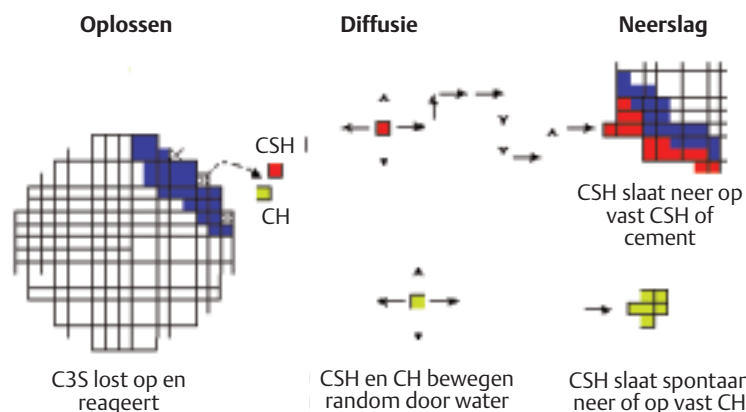 Oplossen
Diffusie
Neerslag
CSH
CH
CSH slaat neer op
vast CSH of
cement
C3S lost op en
reageert
CSH en CH bewegen
random door water
CSH slaat spontaan
neer of op vast CH